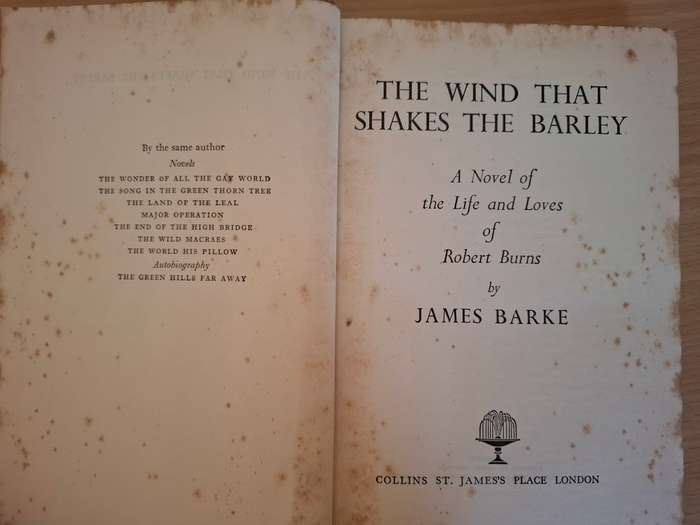 By the same author
Novels
THE WONDER OF ALL THE GAY WORLD
THE SONG IN THE GREEN THORN TREE
THE LAND OF THE LEAL
MAJOR OPERATION
THE END OF THE HIGH BRIDGE
THE WILD MACRAES
THE WORLD HIS PILLOW
Autobiography
THE GREEN HILLS FAR AWAY
THE WIND THAT
SHAKES THE BARLEY
A Novel of
the Life and Loves
of
Robert Burns
by
JAMES BARKE
COLLINS ST. JAMES'S PLACE LONDON